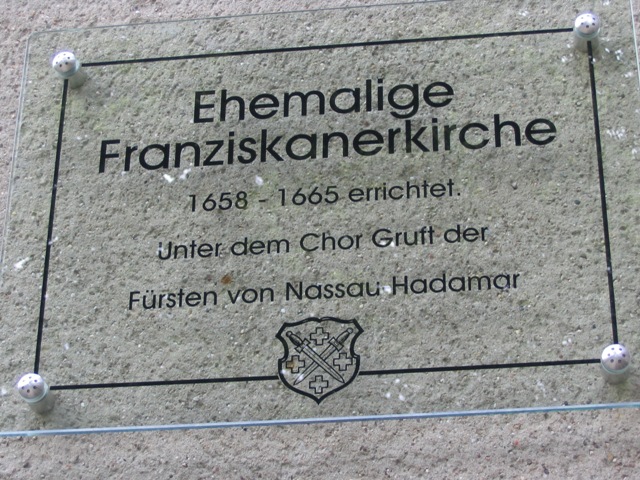 Ehemalige
Franziskanerkirche
1658 - 1665 errichtet.
Unter dem Chor Gruft der
Fürsten von Nassau Hadamar